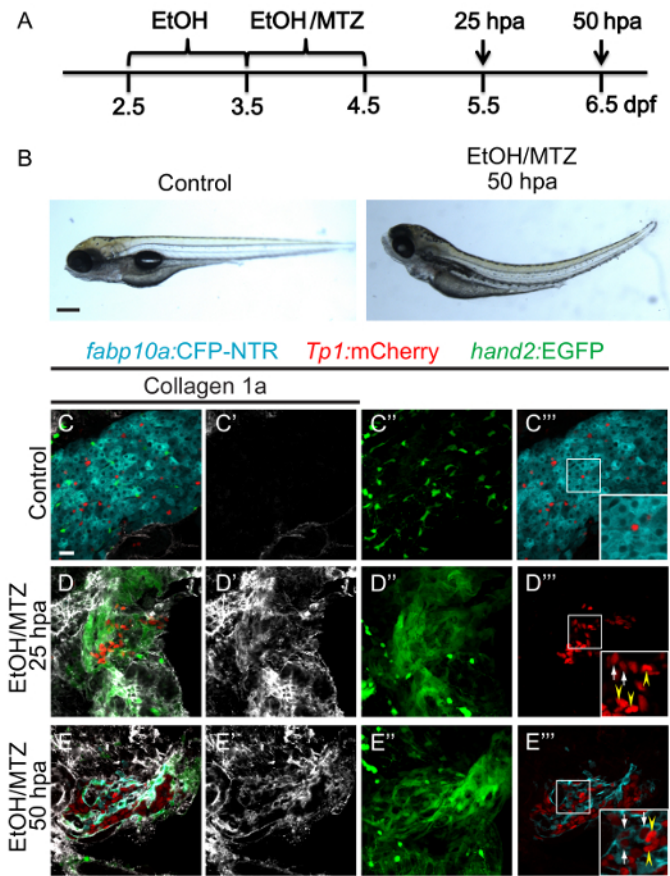 A
EtOH EtOH/MTZ 25 hpa 50 hpa
2.5 3.5 4.5 5.5 6.5 dpf
B
Control
EtOH/MTZ
50 hpa
fabp10a:CFP-NTR Tp1:mCherry hand2:EGFP
Collagen 1a
Control
C C' C'' C'''
EtOH/MTZ
25 hpa
D D' D'' D'''
EtOH/MTZ
50 hpa
E E' E'' E'''